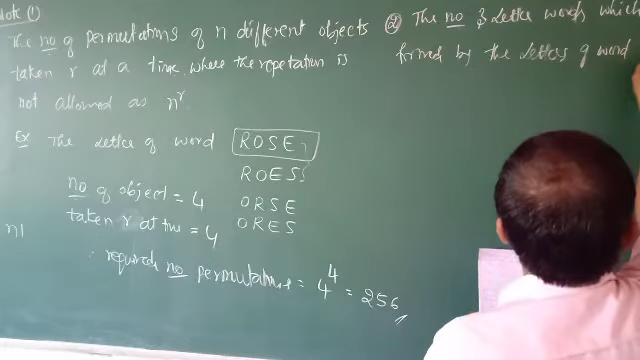 Note (1)
The no of permutations of n different objects
taken r at a time, where the repetation is
not allowed as n^r
Ex The letter of word ROSE,
ROES
ORSE
ORES
no of object = 4
taken r at time = 4
n!
∴ required no permutations = 4^4 = 256
(2) The no 3 letter words which
formed by the letters of word